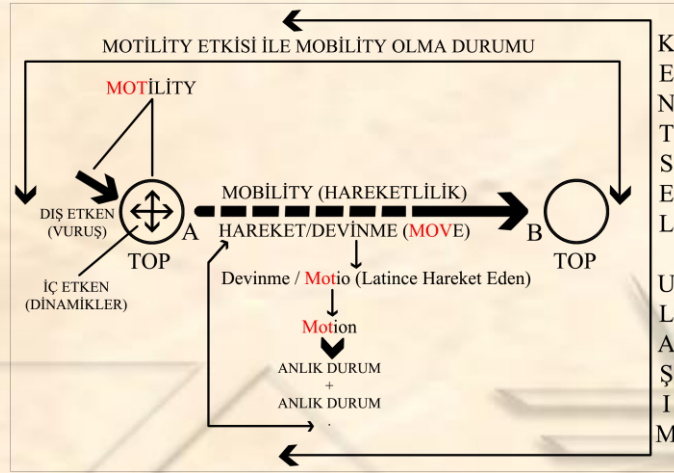 MOTİLİTY ETKİSİ İLE MOBİLİTY OLMA DURUMU
MOTİLİTY
DIŞ ETKEN
(VURUŞ)
İÇ ETKEN
(DİNAMİKLER)
TOP
A
MOBİLİTY (HAREKETLİLİK)
HAREKET/DEVİNME (MOVE)
B
TOP
Devinme / Motio (Latince Hareket Eden)
Motion
ANLIK DURUM
+
ANLIK DURUM
.
KENTSEL ULAŞIM